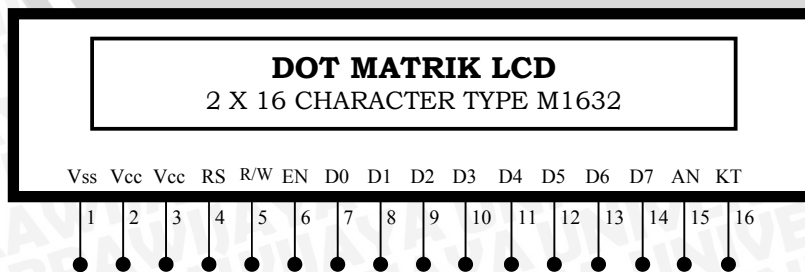 DOT MATRIK LCD
2 X 16 CHARACTER TYPE M1632
Vss Vcc Vcc RS R/W EN D0 D1 D2 D3 D4 D5 D6 D7 AN KT
1 2 3 4 5 6 7 8 9 10 11 12 13 14 15 16